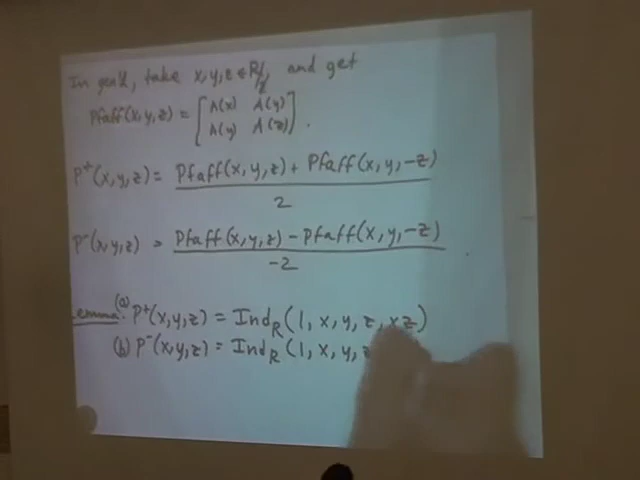 In gen'l, take x,y,z ∈ R/Z and get
Pfaff(x,y,z) = [A(x) A(y)
A(y) A(z)].
P⁺(x,y,z) = Pfaff(x,y,z) + Pfaff(x,y,-z)
2
P⁻(x,y,z) = Pfaff(x,y,z) - Pfaff(x,y,-z)
-2
Lemma: (a) P⁺(x,y,z) = Ind_R(1, x, y, z, xz)
(b) P⁻(x,y,z) = Ind_R(1, x, y,